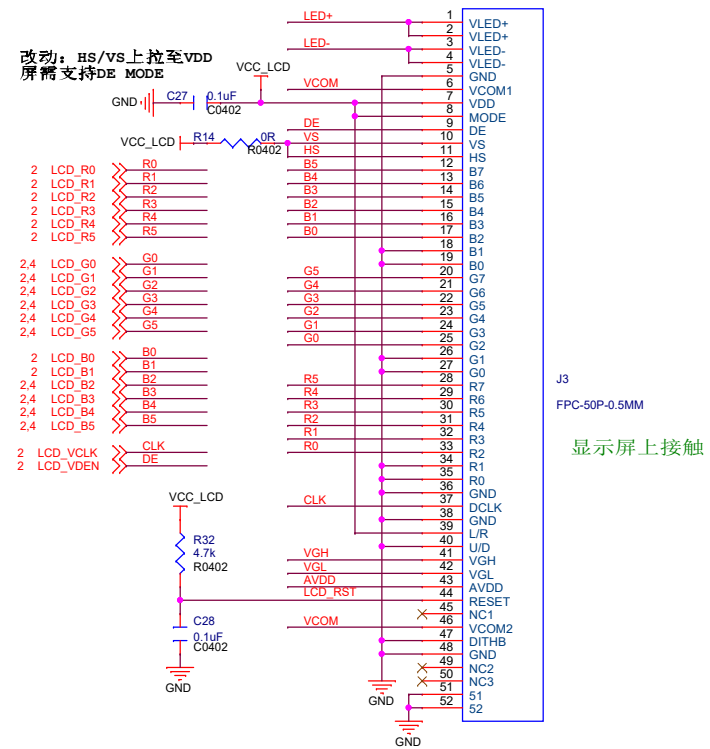 改动：HS/VS上拉至VDD
屏需支持DE MODE
VCC_LCD
GND
C27
0.1uF
C0402
VCC_LCD
R14
0R
R0402
LED+
LED-
VCOM
DE
VS
HS
B5
B4
B3
B2
B1
B0
G5
G4
G3
G2
G1
G0
R5
R4
R3
R2
R1
R0
CLK
VGH
VGL
AVDD
LCD_RST
VCOM
2 LCD_R0 R0
2 LCD_R1 R1
2 LCD_R2 R2
2 LCD_R3 R3
2 LCD_R4 R4
2 LCD_R5 R5
2,4 LCD_G0 G0
2,4 LCD_G1 G1
2,4 LCD_G2 G2
2,4 LCD_G3 G3
2,4 LCD_G4 G4
2,4 LCD_G5 G5
2 LCD_B0 B0
2 LCD_B1 B1
2,4 LCD_B2 B2
2,4 LCD_B3 B3
2,4 LCD_B4 B4
2,4 LCD_B5 B5
2 LCD_VCLK CLK
2 LCD_VDEN DE
VCC_LCD
R32
4.7k
R0402
C28
0.1uF
C0402
GND
1 VLED+
2 VLED+
3 VLED-
4 VLED-
5 GND
6 VCOM1
7 VDD
8 MODE
9 DE
10 VS
11 HS
12 B7
13 B6
14 B5
15 B4
16 B3
17 B2
18 B1
19 B0
20 G7
21 G6
22 G5
23 G4
24 G3
25 G2
26 G1
27 G0
28 R7
29 R6
30 R5
31 R4
32 R3
33 R2
34 R1
35 R0
36 GND
37 DCLK
38 GND
39 L/R
40 U/D
41 VGH
42 VGL
43 AVDD
44 RESET
45 NC1
46 VCOM2
47 DITHB
48 GND
49 NC2
50 NC3
51 51
52 52
GND
GND
J3
FPC-50P-0.5MM
显示屏上接触